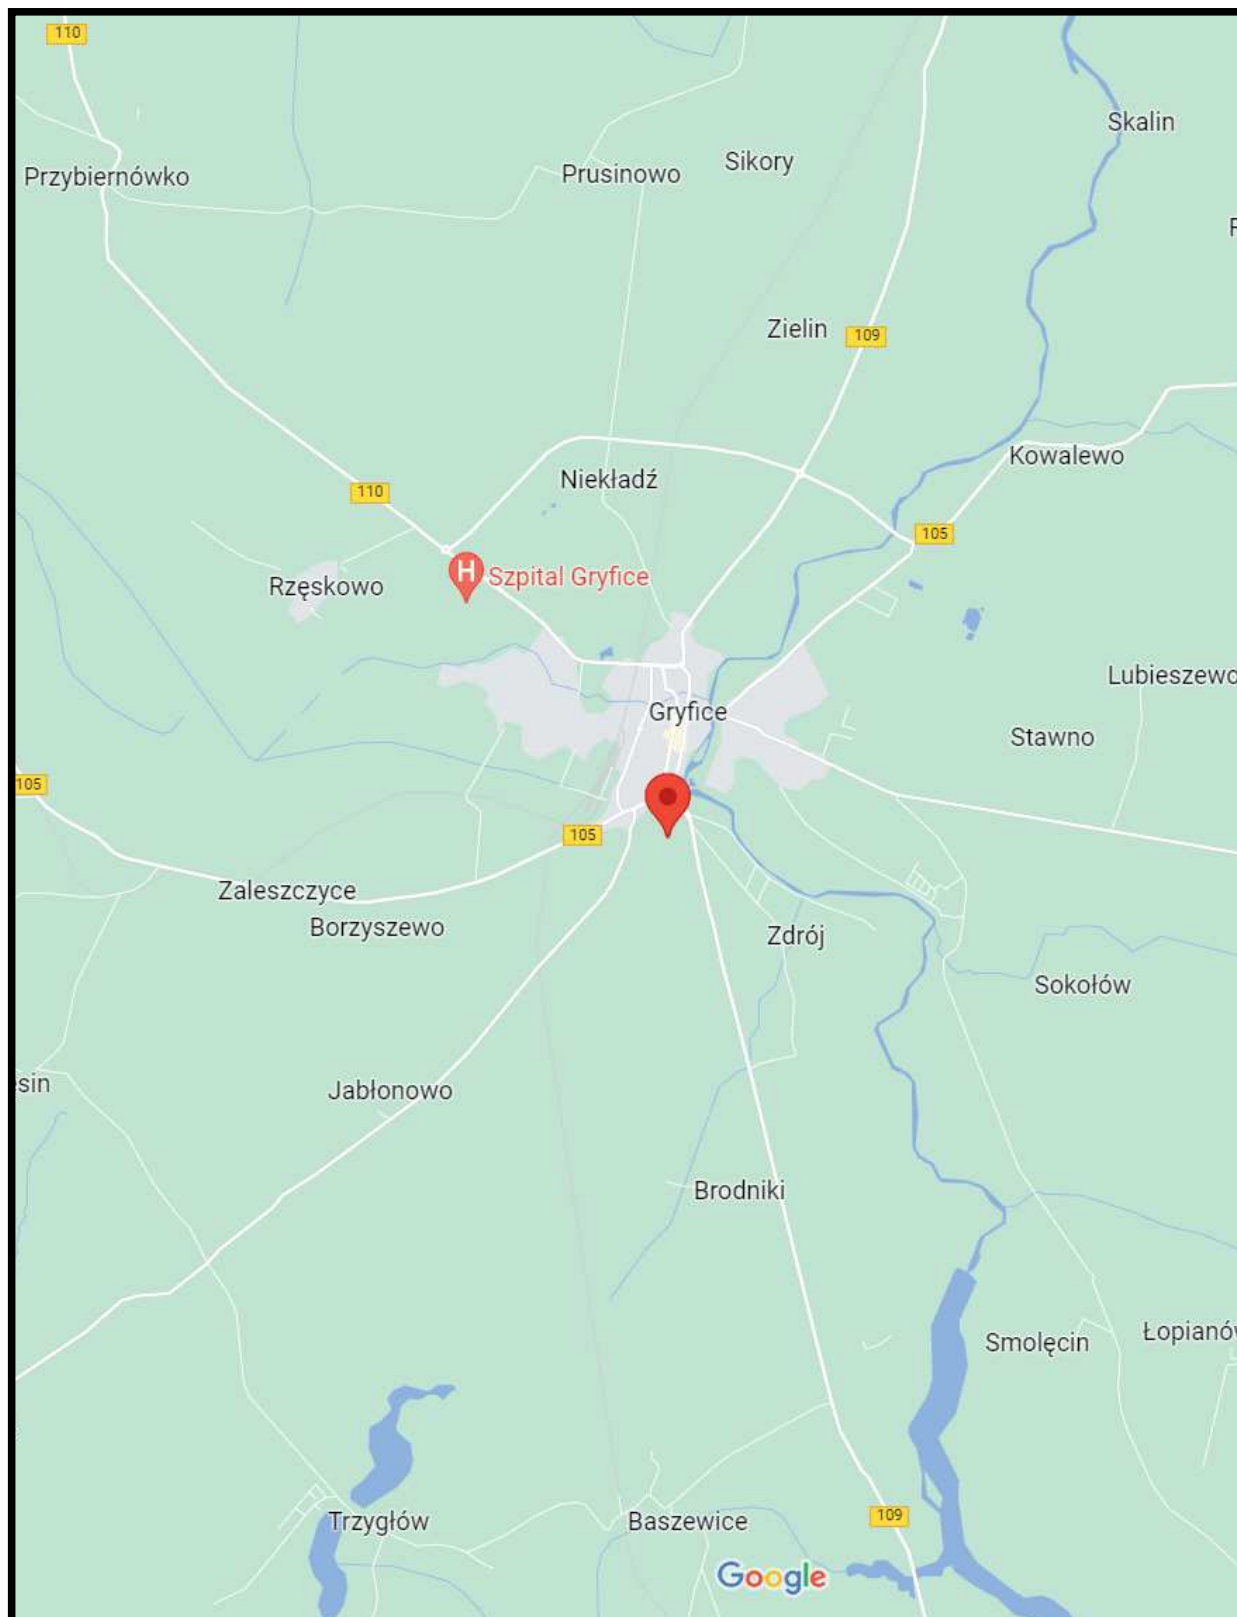 110
Skalin
Sikory
Prusinowo
Przybiernówko
Zielin
109
Kowalewo
Niekładź
110
105
Szpital Gryfice
H
Rzęskowo
Lubieszewo
Gryfice
Stawno
105
105
Zaleszczyce
Borzyszewo
Zdrój
Sokołów
Jabłonowo
Brodniki
Smolęcin
Trzygłów
Baszewice
109
Google